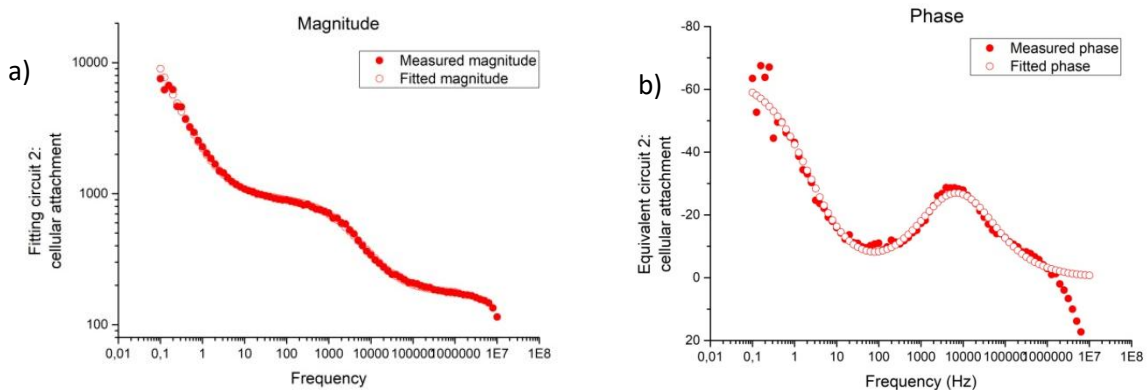 a)
Magnitude
Measured magnitude
Fitted magnitude
10000
1000
100
Fitting circuit 2:
cellular attachment
0,01 0,1 1 10 100 1000 10000 100000 1000000 1E7 1E8
Frequency
b)
Phase
Measured phase
Fitted phase
-80
-60
-40
-20
0
20
Equivalent circuit 2:
cellular attachment
0,01 0,1 1 10 100 1000 10000 100000 1000000 1E7 1E8
Frequency (Hz)